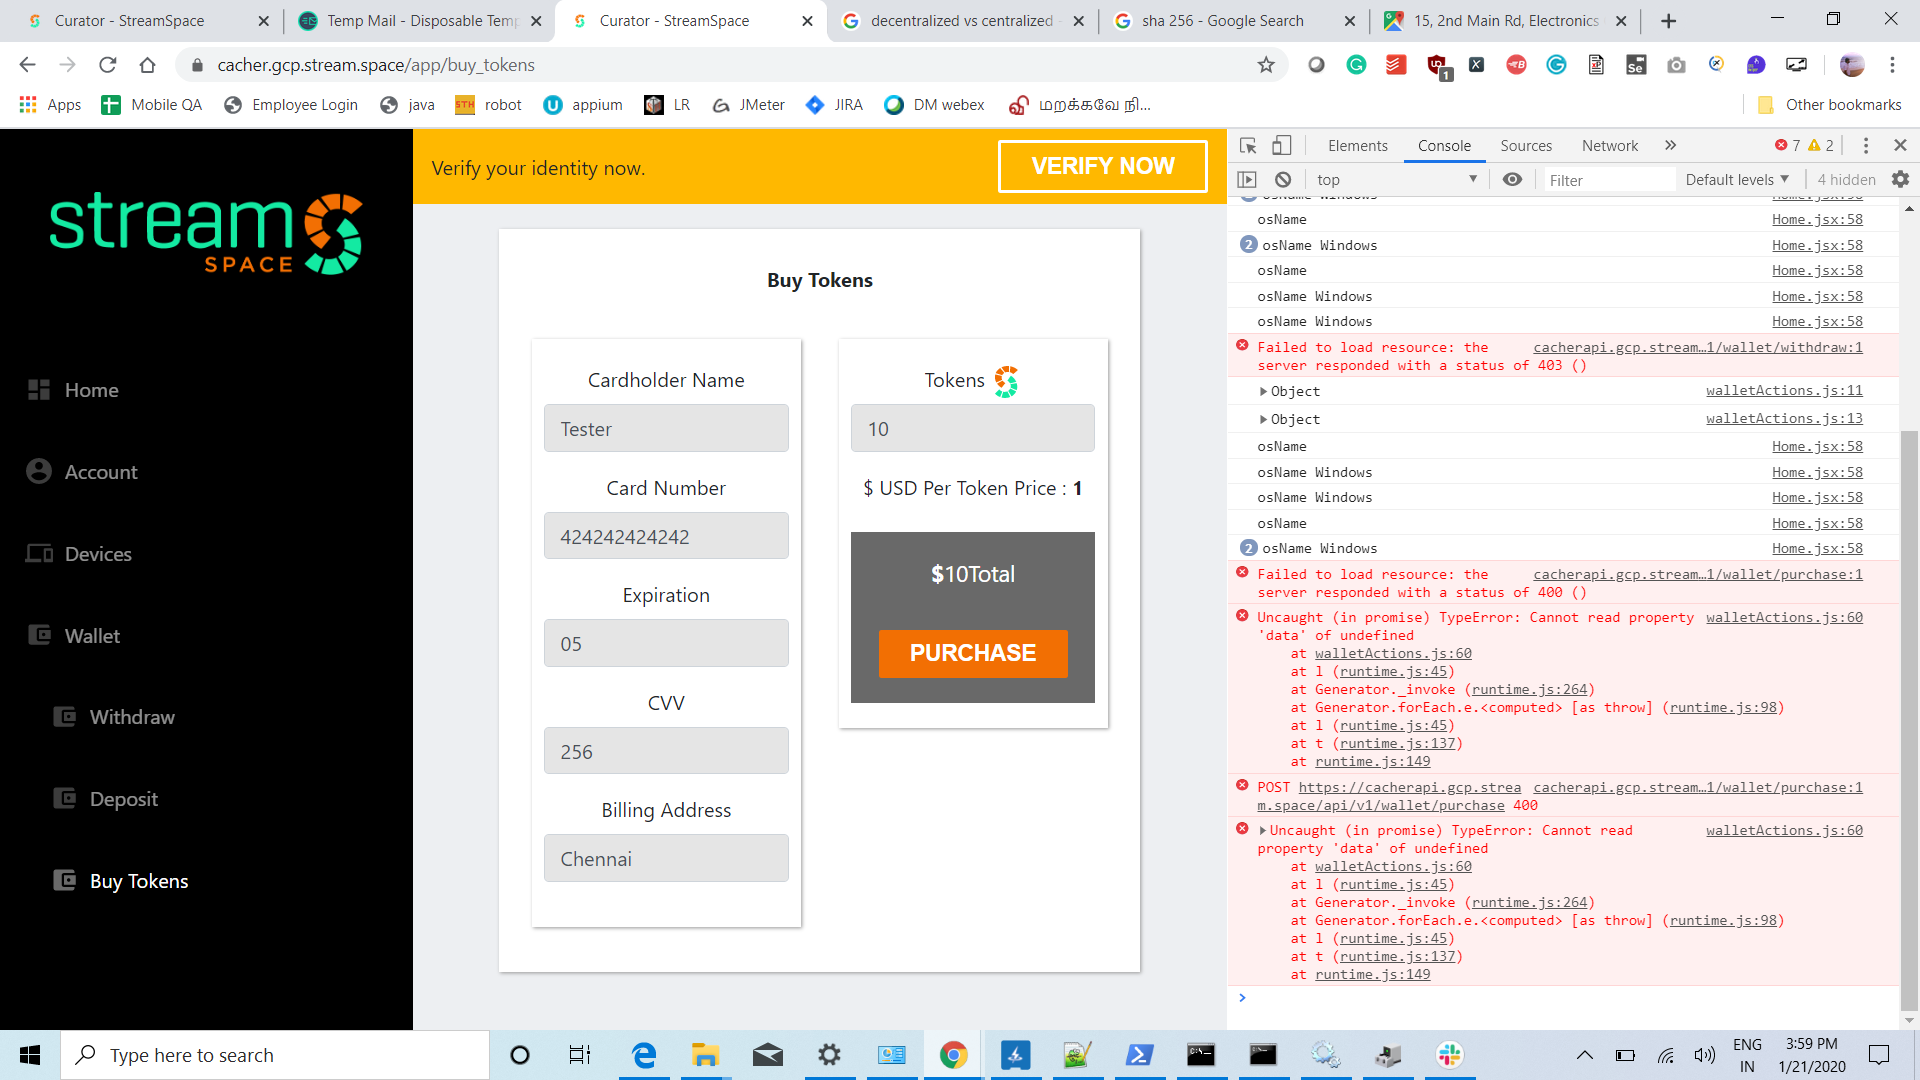 Curator - StreamSpace
Temp Mail - Disposable Temp
Curator - StreamSpace
decentralized vs centralized
sha 256 - Google Search
15, 2nd Main Rd, Electronics
cacher.gcp.stream.space/app/buy_tokens
Apps
Mobile QA
Employee Login
java
robot
appium
LR
JMeter
JIRA
DM webex
மறக்கவே நி...
Other bookmarks
stream
SPACE
Home
Account
Devices
Wallet
Withdraw
Deposit
Buy Tokens
Verify your identity now.
VERIFY NOW
Buy Tokens
Cardholder Name
Tester
Card Number
424242424242
Expiration
05
CVV
256
Billing Address
Chennai
Tokens
10
$ USD Per Token Price : 1
$10Total
PURCHASE
Elements Console Sources Network » 7 2
top Filter Default levels 4 hidden
osName Windows Home.jsx:58
osName Home.jsx:58
2 osName Windows Home.jsx:58
osName Home.jsx:58
osName Windows Home.jsx:58
osName Windows Home.jsx:58
Failed to load resource: the cacherapi.gcp.stream…1/wallet/withdraw:1
server responded with a status of 403 ()
Object walletActions.js:11
Object walletActions.js:13
osName Home.jsx:58
osName Windows Home.jsx:58
osName Windows Home.jsx:58
osName Home.jsx:58
2 osName Windows Home.jsx:58
Failed to load resource: the cacherapi.gcp.stream…1/wallet/purchase:1
server responded with a status of 400 ()
Uncaught (in promise) TypeError: Cannot read property walletActions.js:60
'data' of undefined
at walletActions.js:60
at l (runtime.js:45)
at Generator._invoke (runtime.js:264)
at Generator.forEach.e.<computed> [as throw] (runtime.js:98)
at l (runtime.js:45)
at t (runtime.js:137)
at runtime.js:149
POST https://cacherapi.gcp.strea cacherapi.gcp.stream…1/wallet/purchase:1
m.space/api/v1/wallet/purchase 400
Uncaught (in promise) TypeError: Cannot read walletActions.js:60
property 'data' of undefined
at walletActions.js:60
at l (runtime.js:45)
at Generator._invoke (runtime.js:264)
at Generator.forEach.e.<computed> [as throw] (runtime.js:98)
at l (runtime.js:45)
at t (runtime.js:137)
at runtime.js:149
Type here to search
ENG
IN
3:59 PM
1/21/2020